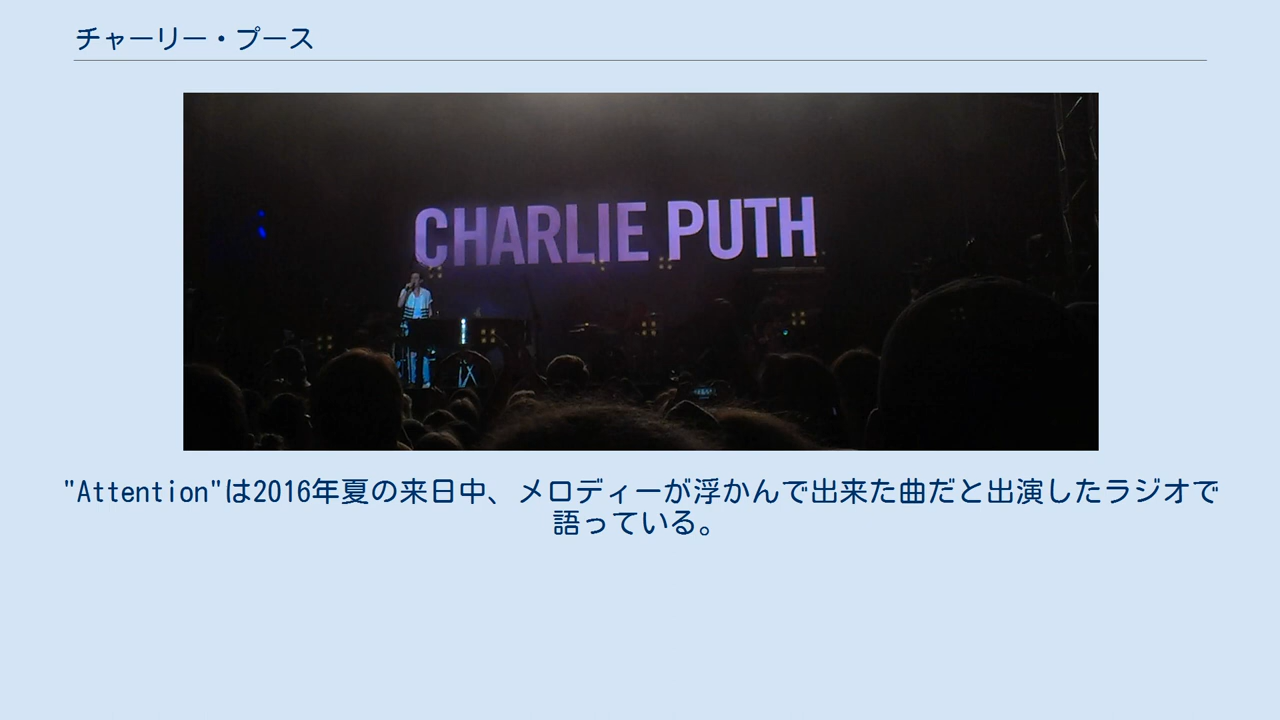 チャーリー・プース
CHARLIE PUTH
"Attention"は2016年夏の来日中、メロディーが浮かんで出来た曲だと出演したラジオで
語っている。